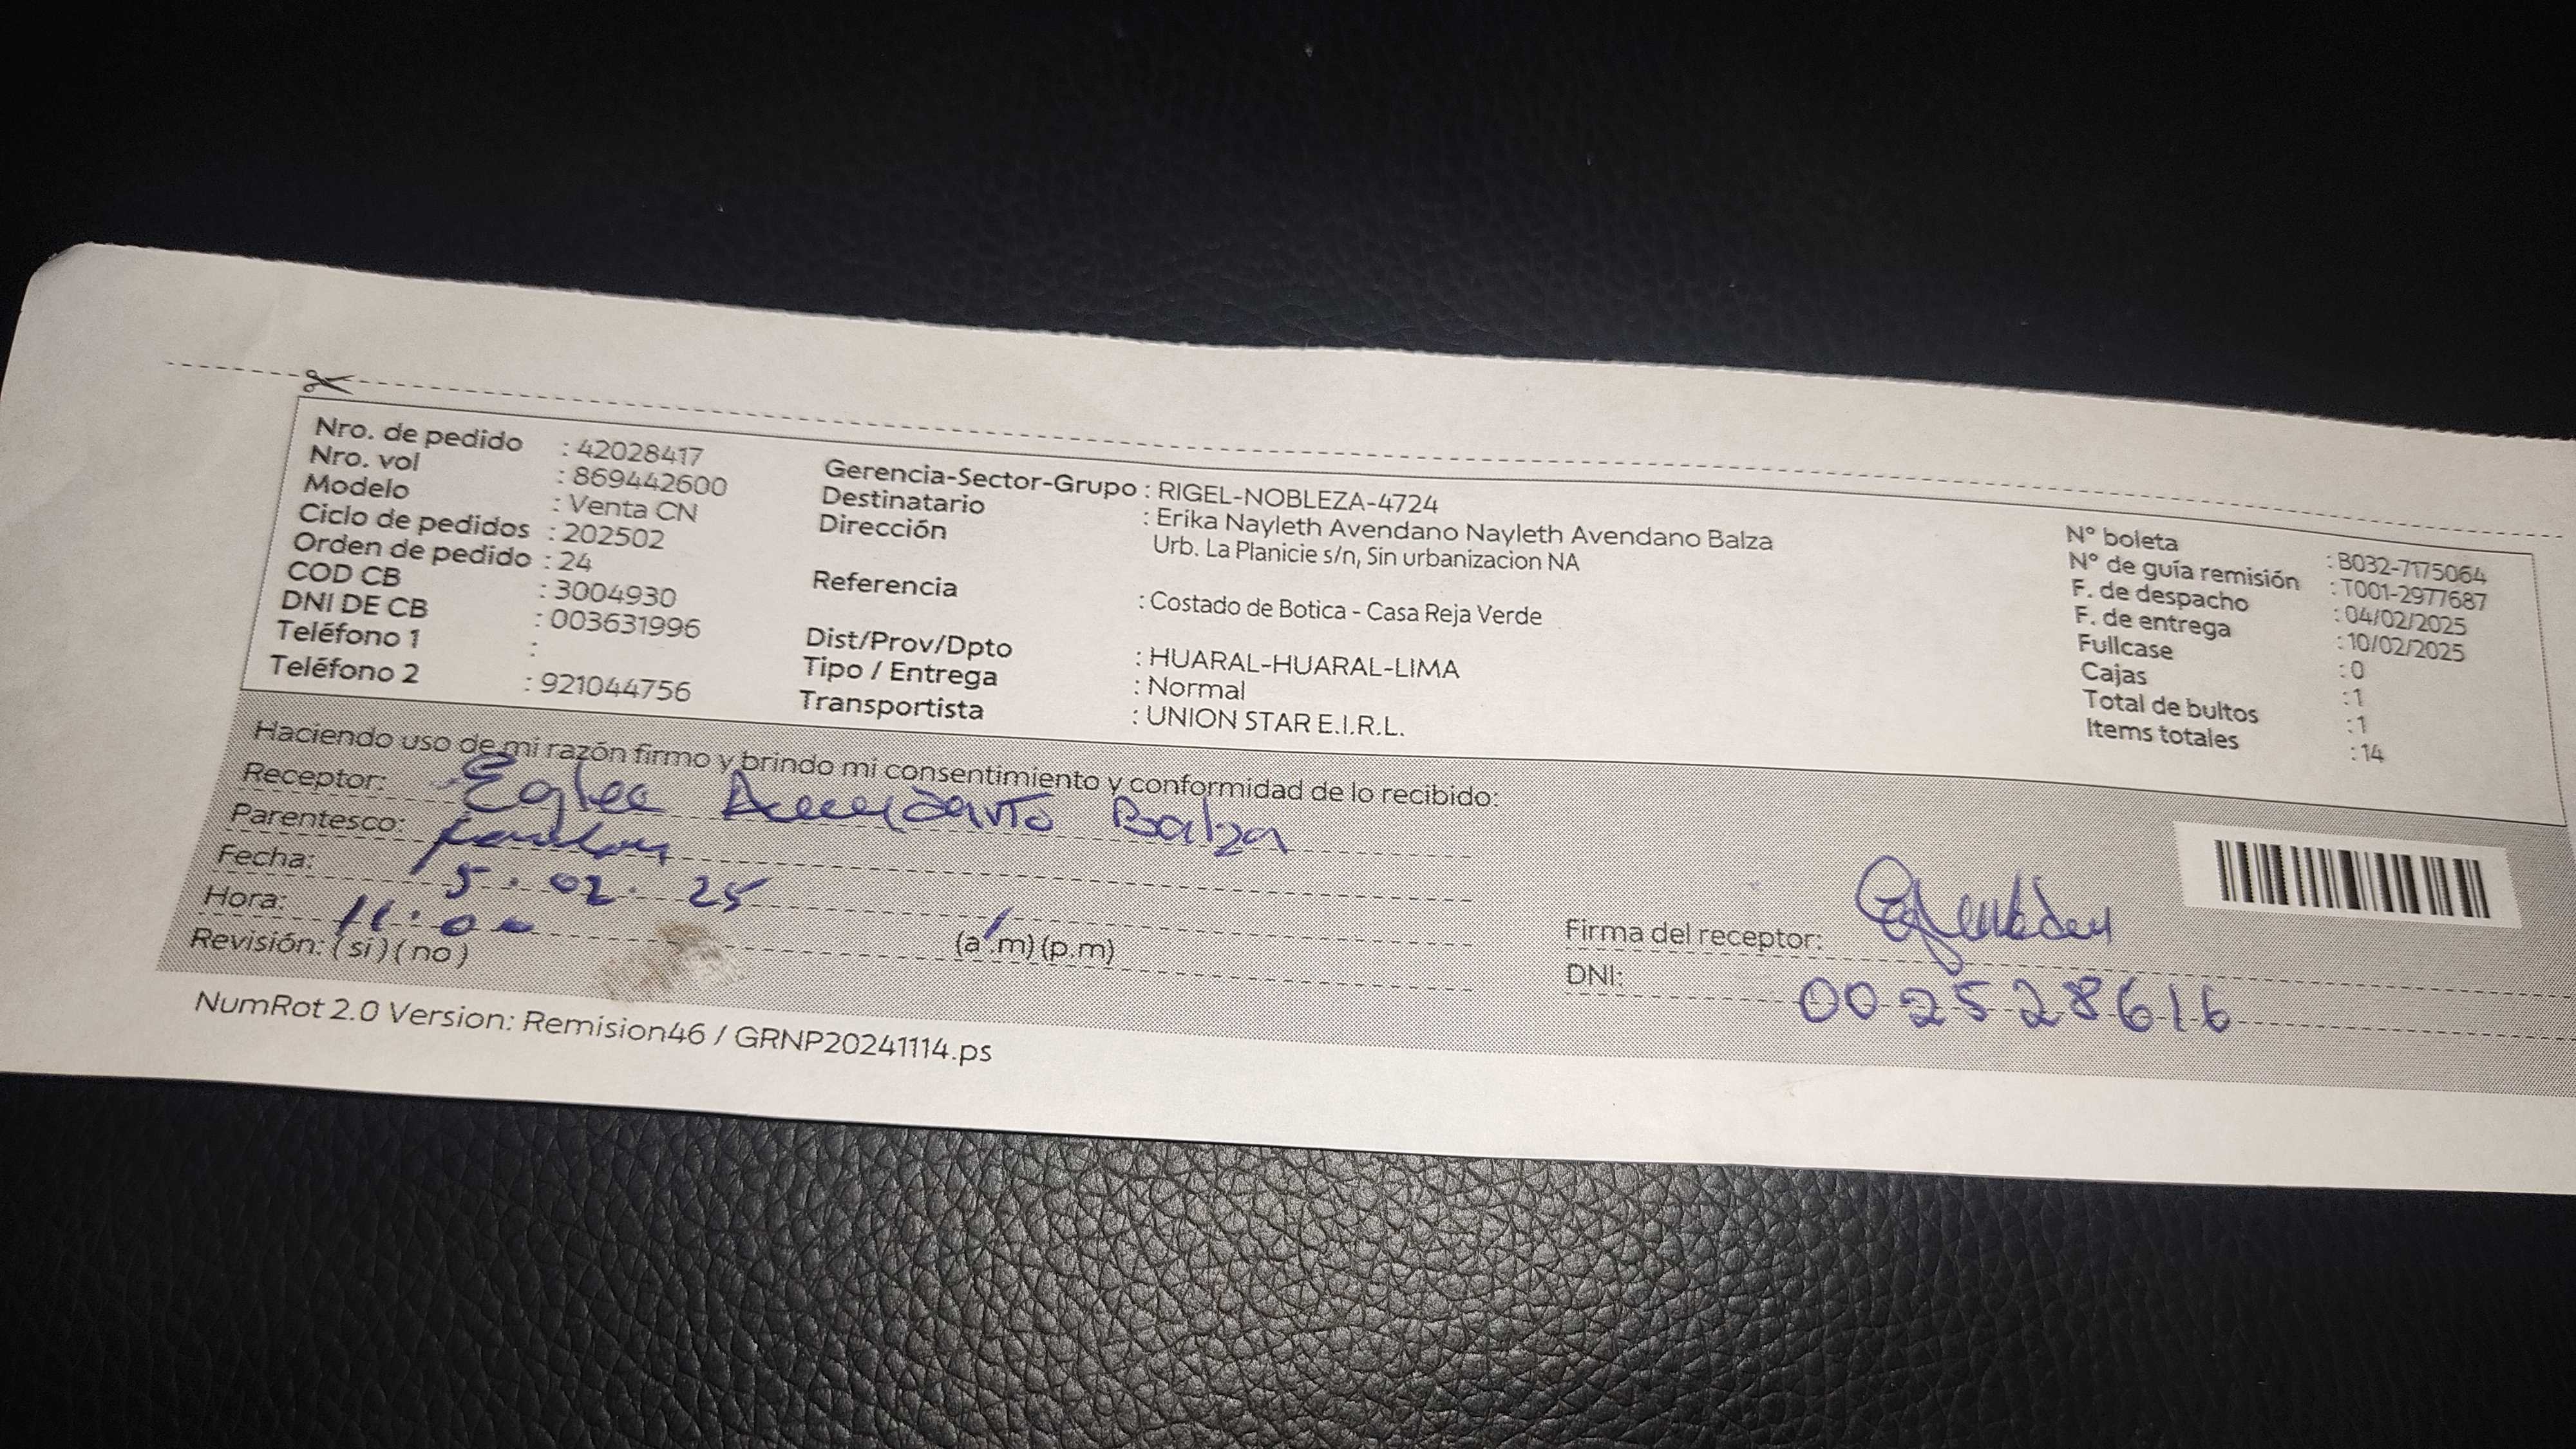 Nro. de pedido : 42028417
Nro. vol : 869442600
Modelo : Venta CN
Ciclo de pedidos : 202502
Orden de pedido : 24
COD CB : 3004930
DNI DE CB : 003631996
Teléfono 1 :
Teléfono 2 : 921044756
Gerencia-Sector-Grupo : RIGEL-NOBLEZA-4724
Destinatario : Erika Nayleth Avendano Nayleth Avendano Balza
Dirección Urb. La Planicie s/n, Sin urbanizacion NA
Referencia : Costado de Botica - Casa Reja Verde
Dist/Prov/Dpto : HUARAL-HUARAL-LIMA
Tipo / Entrega : Normal
Transportista : UNION STAR E.I.R.L.
N° boleta : B032-7175064
N° de guía remisión : T001-2977687
F. de despacho : 04/02/2025
F. de entrega : 10/02/2025
Fullcase : 0
Cajas : 1
Total de bultos : 1
Items totales : 14
Haciendo uso de mi razón firmo y brindo mi consentimiento y conformidad de lo recibido:
Receptor: Balza
Parentesco:
Fecha: 5.02.25
Hora: 11:00 (a.m) (p.m)
Revisión: (si) (no)
Firma del receptor:
DNI: 002528616
NumRot 2.0 Version: Remision46 / GRNP20241114.ps